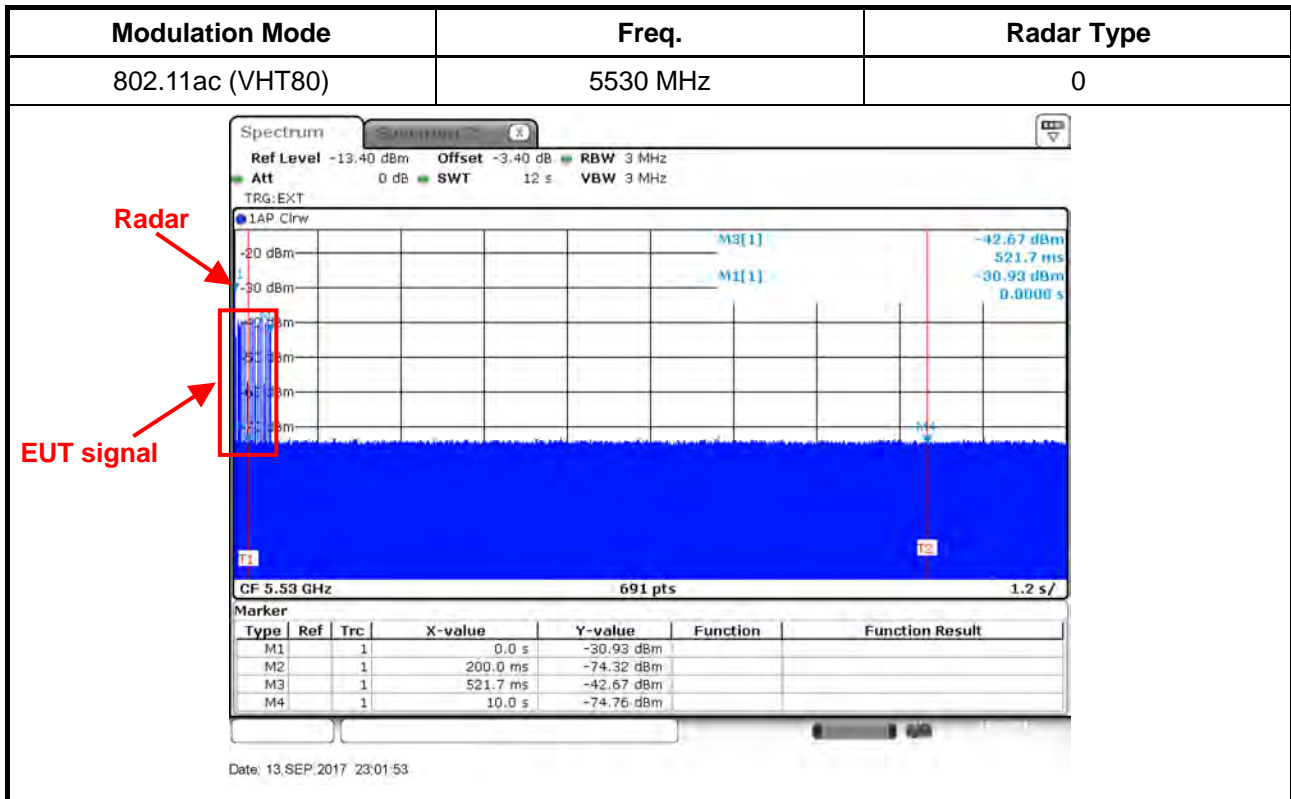 Modulation Mode Freq. Radar Type
802.11ac (VHT80) 5530 MHz 0
Spectrum X
Ref Level -13.40 dBm Offset -3.40 dB RBW 3 MHz
Att 0 dB SWT 12 s VBW 3 MHz
TRG:EXT
1AP Clrw
Radar
M3[1] -42.67 dBm
-20 dBm 521.7 ms
M1[1] -30.93 dBm
-30 dBm 0.0000 s
EUT signal
M4
T1
T2
CF 5.53 GHz 691 pts 1.2 s/
Marker
Type Ref Trc X-value Y-value Function Function Result
M1 1 0.0 s -30.93 dBm
M2 1 200.0 ms -74.32 dBm
M3 1 521.7 ms -42.67 dBm
M4 1 10.0 s -74.76 dBm
Date: 13.SEP.2017 23:01:53